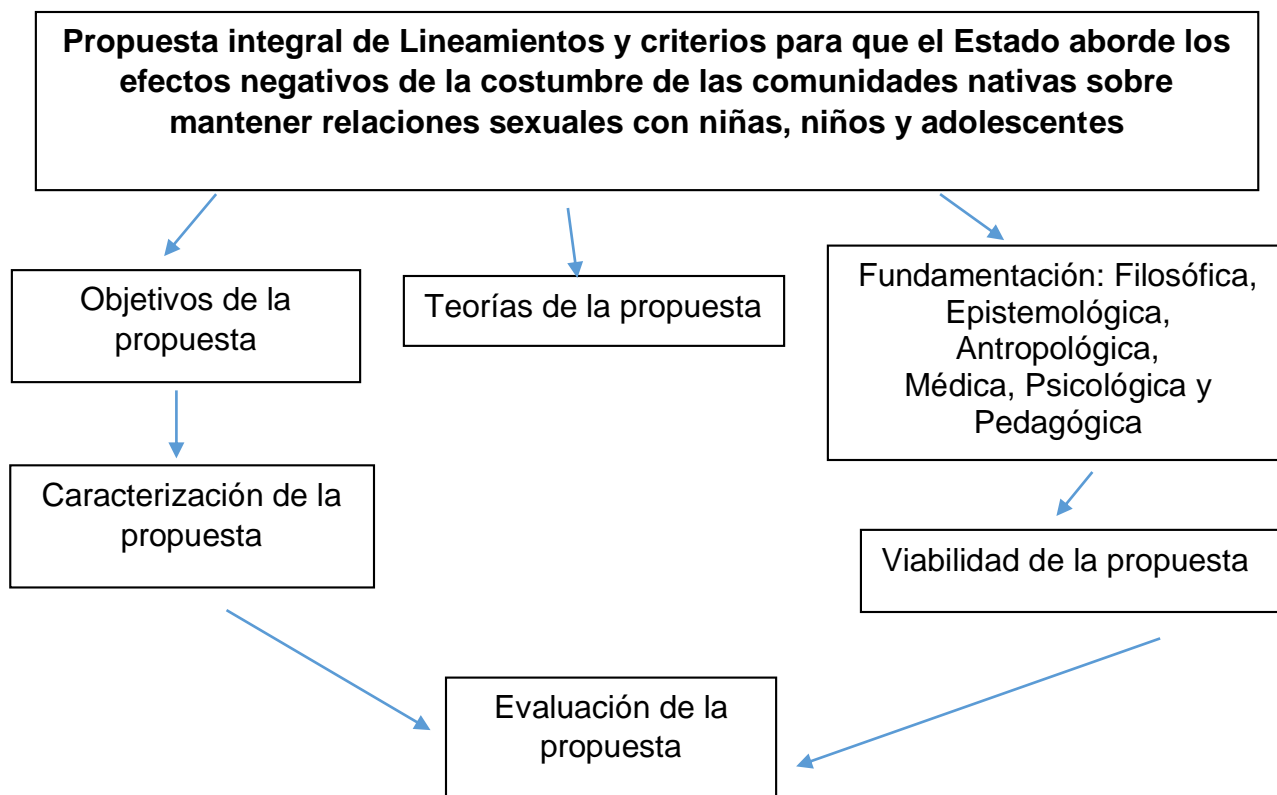 Propuesta integral de Lineamientos y criterios para que el Estado aborde los
efectos negativos de la costumbre de las comunidades nativas sobre
mantener relaciones sexuales con niñas, niños y adolescentes
Objetivos de la
propuesta
Teorías de la propuesta
Fundamentación: Filosófica,
Epistemológica,
Antropológica,
Médica, Psicológica y
Pedagógica
Caracterización de la
propuesta
Viabilidad de la propuesta
Evaluación de la
propuesta